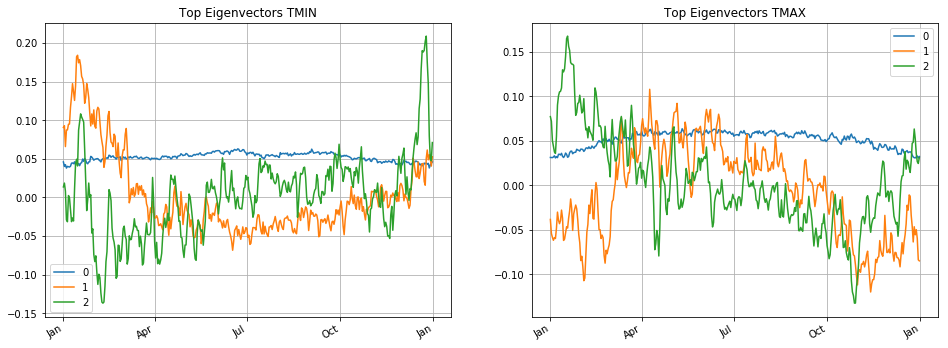 Top Eigenvectors TMIN
0.20
0.15
0.10
0.05
0.00
−0.05
−0.10
−0.15
0
1
2
Jan
Apr
Jul
Oct
Jan
Top Eigenvectors TMAX
0.15
0.10
0.05
0.00
−0.05
−0.10
0
1
2
Jan
Apr
Jul
Oct
Jan